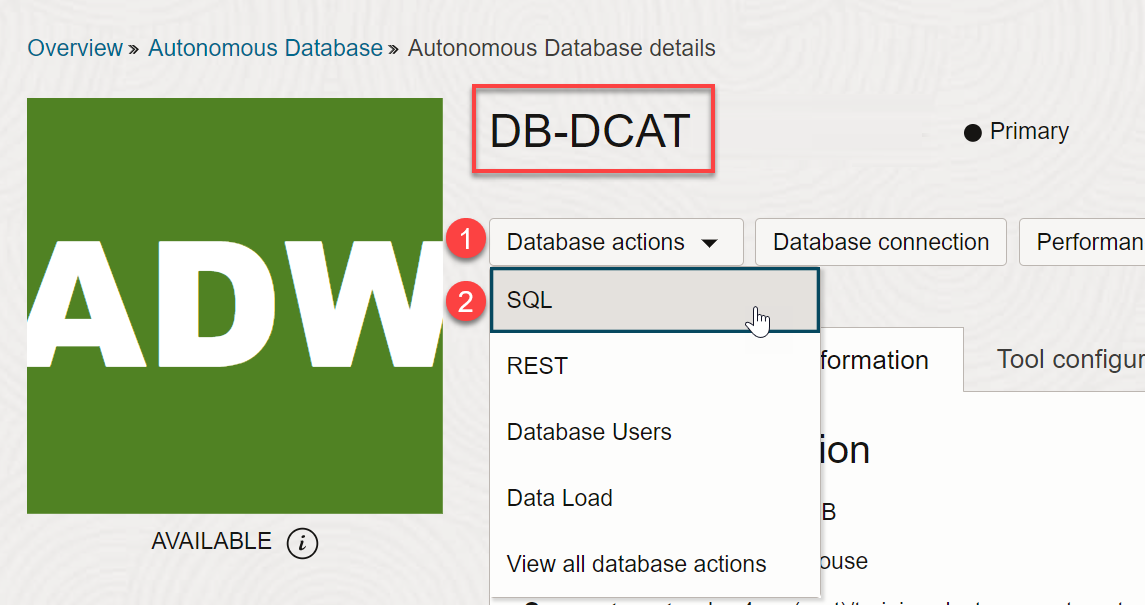 Overview » Autonomous Database » Autonomous Database details
DB-DCAT
Primary
1
Database actions
Database connection
Performan
2
SQL
REST
formation
Tool configur
Database Users
ion
Data Load
B
ADW
AVAILABLE i
View all database actions
ouse